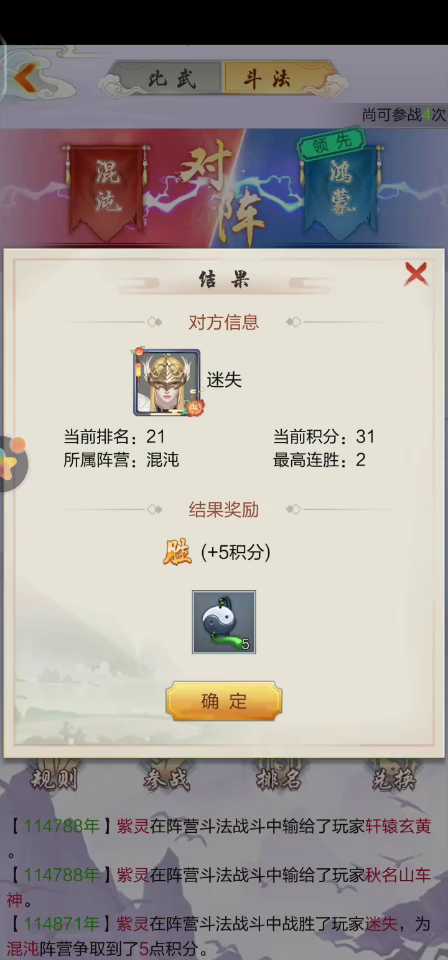 比武
斗法
尚可参战4次
领先
混沌
对阵
鸿蒙
结果
对方信息
迷失
当前排名：21
当前积分：31
所属阵营：混沌
最高连胜：2
结果奖励
胜(+5积分)
5
确定
规则
参战
排名
兑换
【114788年】紫灵在阵营斗法战斗中输给了玩家轩辕玄黄
。
【114788年】紫灵在阵营斗法战斗中输给了玩家秋名山车
神。
【114871年】紫灵在阵营斗法战斗中战胜了玩家迷失，为
混沌阵营争取到了5点积分。